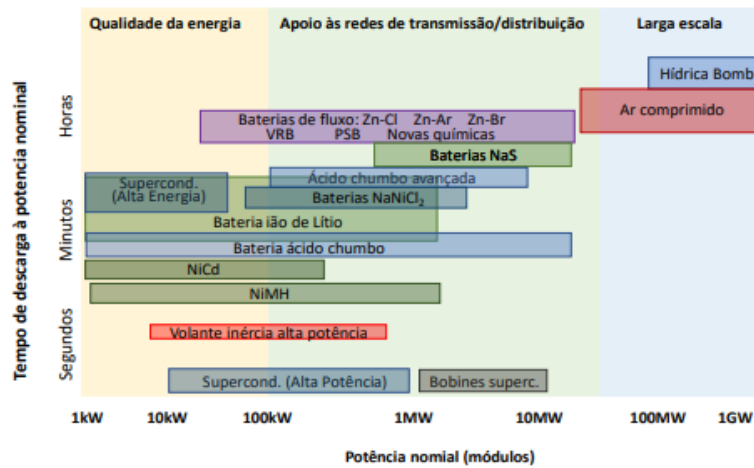 Qualidade da energia
Apoio às redes de transmissão/distribuição
Larga escala
Tempo de descarga à potencia nominal
Horas
Minutos
Segundos
Hídrica Bomb
Ar comprimido
Baterias de fluxo: Zn-Cl Zn-Ar Zn-Br
VRB PSB Novas químicas
Baterias NaS
Supercond.
(Alta Energia)
Ácido chumbo avançada
Baterias NaNiCl₂
Bateria ião de Lítio
Bateria ácido chumbo
NiCd
NiMH
Volante inércia alta potência
Supercond. (Alta Potência)
Bobines superc.
1kW 10kW 100kW 1MW 10MW 100MW 1GW
Potência nomial (módulos)